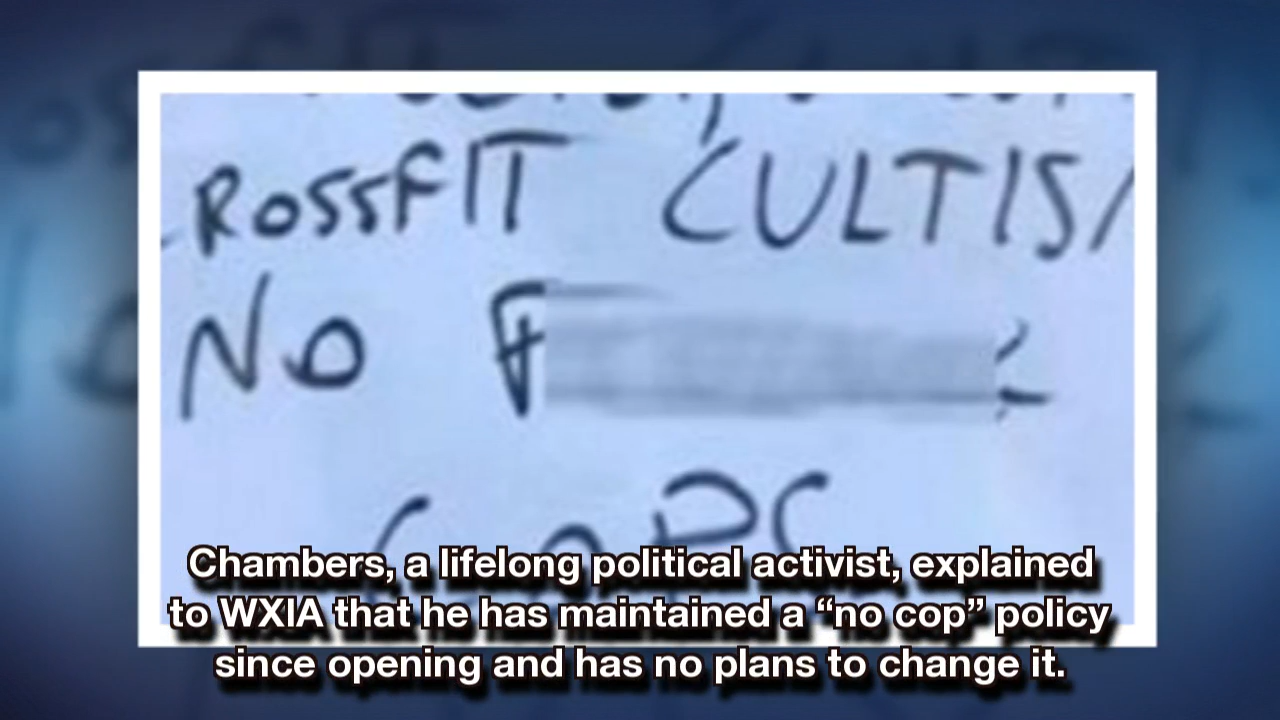 ROSSFIT CULTIS
NO
COPS
Chambers, a lifelong political activist, explained
to WXIA that he has maintained a “no cop” policy
since opening and has no plans to change it.